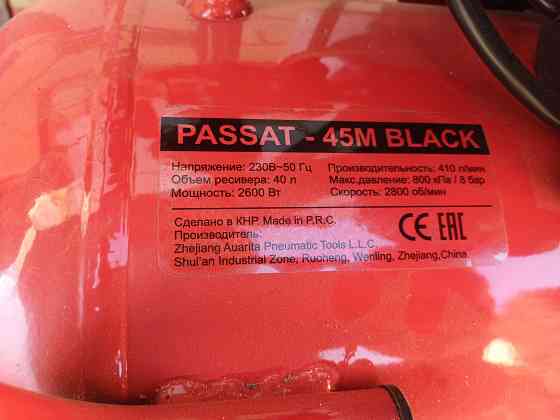 PASSAT - 45M BLACK
Напряжение: 230В~50 Гц Производительность: 410 л/мин
Объем ресивера: 40 л Макс.давление: 800 кПа / 8 бар
Мощность: 2600 Вт Скорость: 2800 об/мин
Сделано в КНР. Made in P.R.C.
Производитель:
Zhejiang Auarita Pneumatic Tools L.L.C.
Shul'an Industrial Zone, Ruoheng, Wenling, Zhejiang,China.
CE EAC